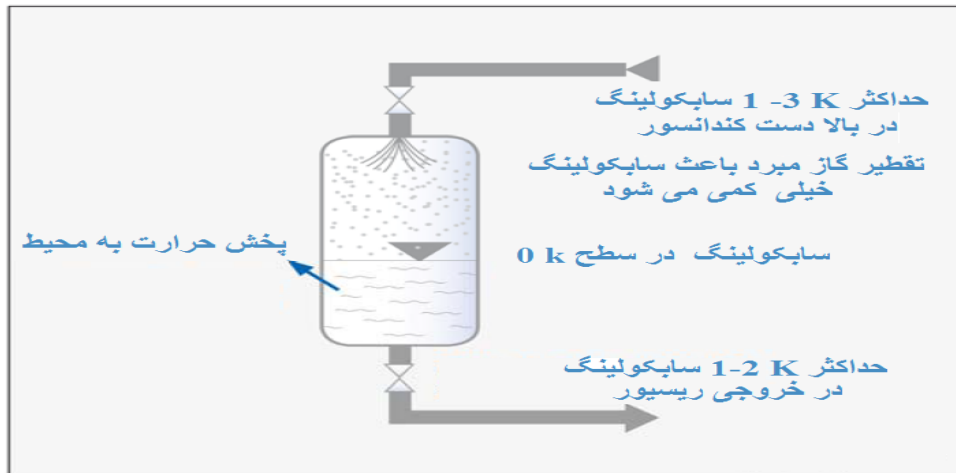 حداکثر 1 -3 K سابکولینگ
در بالا دست کندانسور
تقطیر گاز مبرد باعث سابکولینگ
خیلی کمی می شود
پخش حرارت به محیط
سابکولینگ در سطح 0 k
حداکثر 1-2 K سابکولینگ
در خروجی ریسیور